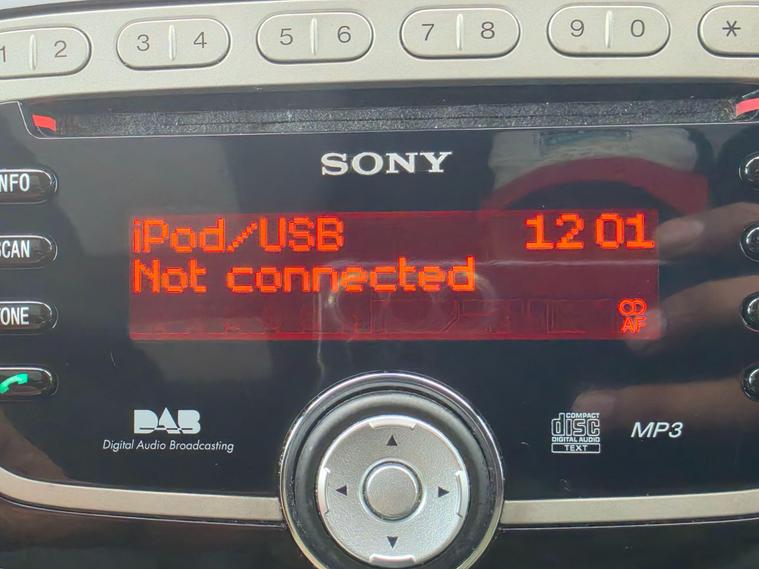 1 2 3 4 5 6 7 8 9 0 *
SONY
INFO
iPod/USB 12 01
SCAN
Not connected
TONE
AF
DAB
Digital Audio Broadcasting
COMPACT
disc
DIGITAL AUDIO
TEXT
MP3